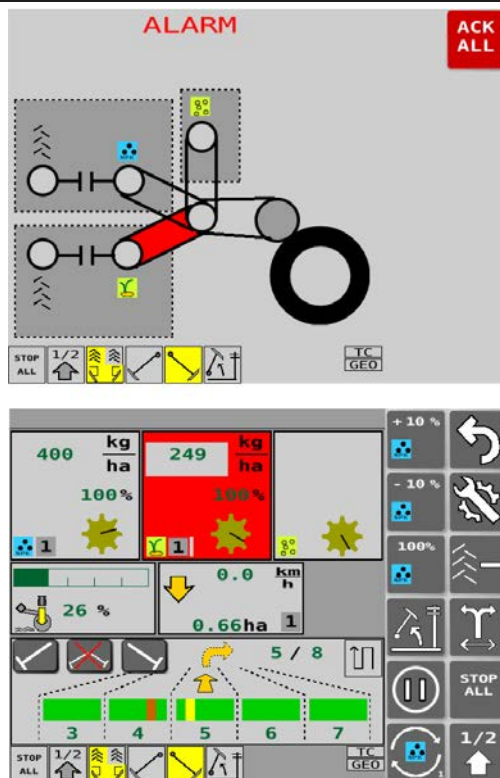 ALARM
ACK
ALL
STOP
ALL
1/2
TC
GEO
400 kg
ha
249 kg
ha
100%
100%
1
1
+10 %
- 10 %
100%
26 %
0.0 km
h
0.66ha 1
5 / 8
3 4 5 6 7
STOP
ALL
1/2
TC
GEO
STOP
ALL
1/2
1